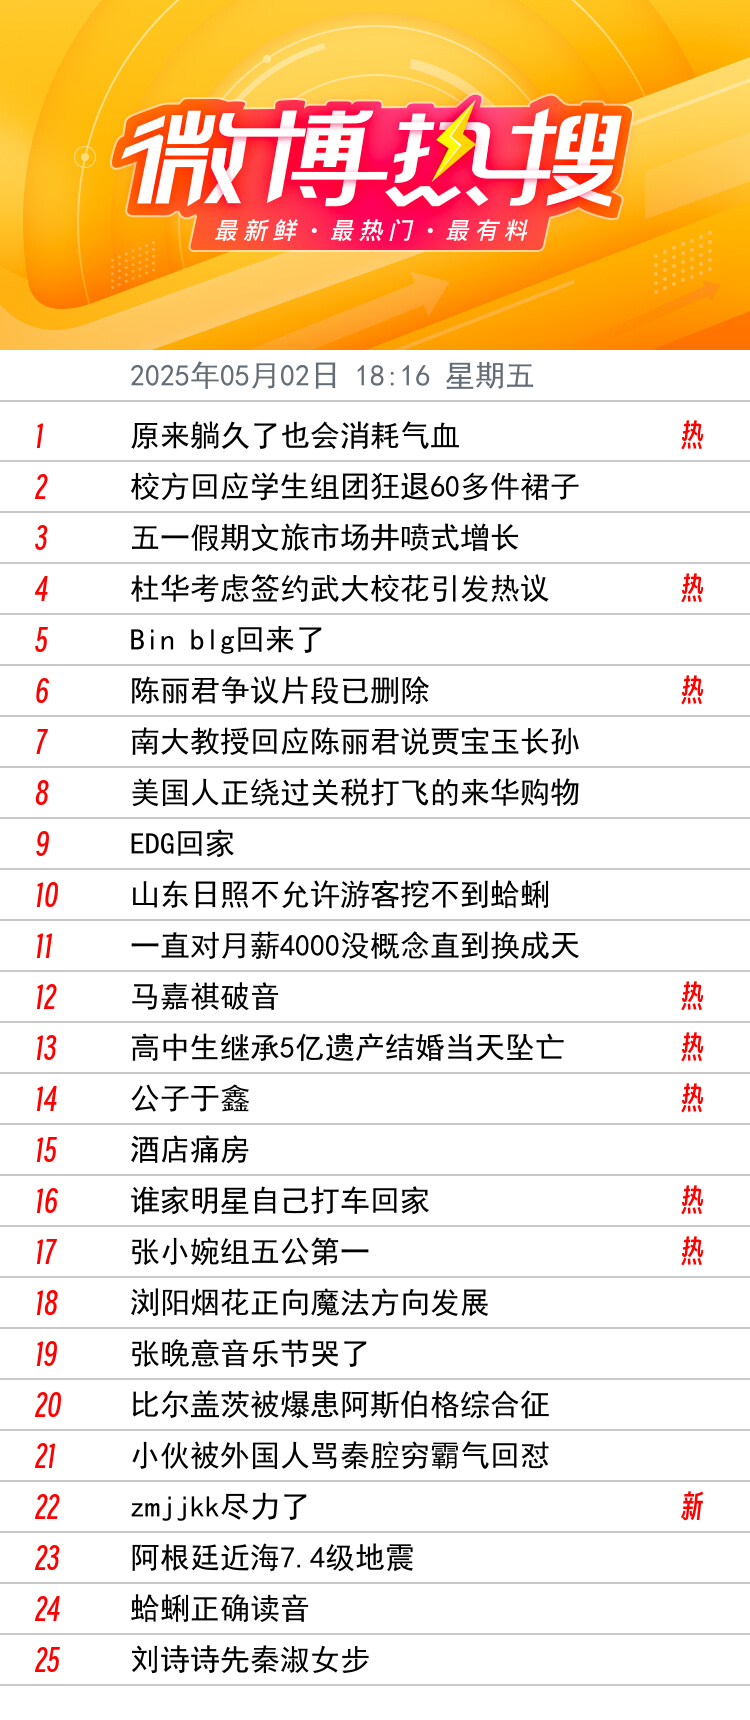 微博热搜
最新鲜·最热门·最有料
2025年05月02日 18:16 星期五
1 原来躺久了也会消耗气血 热
2 校方回应学生组团狂退60多件裙子
3 五一假期文旅市场井喷式增长
4 杜华考虑签约武大校花引发热议 热
5 Bin blg回来了
6 陈丽君争议片段已删除 热
7 南大教授回应陈丽君说贾宝玉长孙
8 美国人正绕过关税打飞的来华购物
9 EDG回家
10 山东日照不允许游客挖不到蛤蜊
11 一直对月薪4000没概念直到换成天
12 马嘉祺破音 热
13 高中生继承5亿遗产结婚当天坠亡 热
14 公子于鑫 热
15 酒店痛房
16 谁家明星自己打车回家 热
17 张小婉组五公第一 热
18 浏阳烟花正向魔法方向发展
19 张晚意音乐节哭了
20 比尔盖茨被爆患阿斯伯格综合征
21 小伙被外国人骂秦腔穷霸气回怼
22 zmjjkk尽力了 新
23 阿根廷近海7.4级地震
24 蛤蜊正确读音
25 刘诗诗先秦淑女步